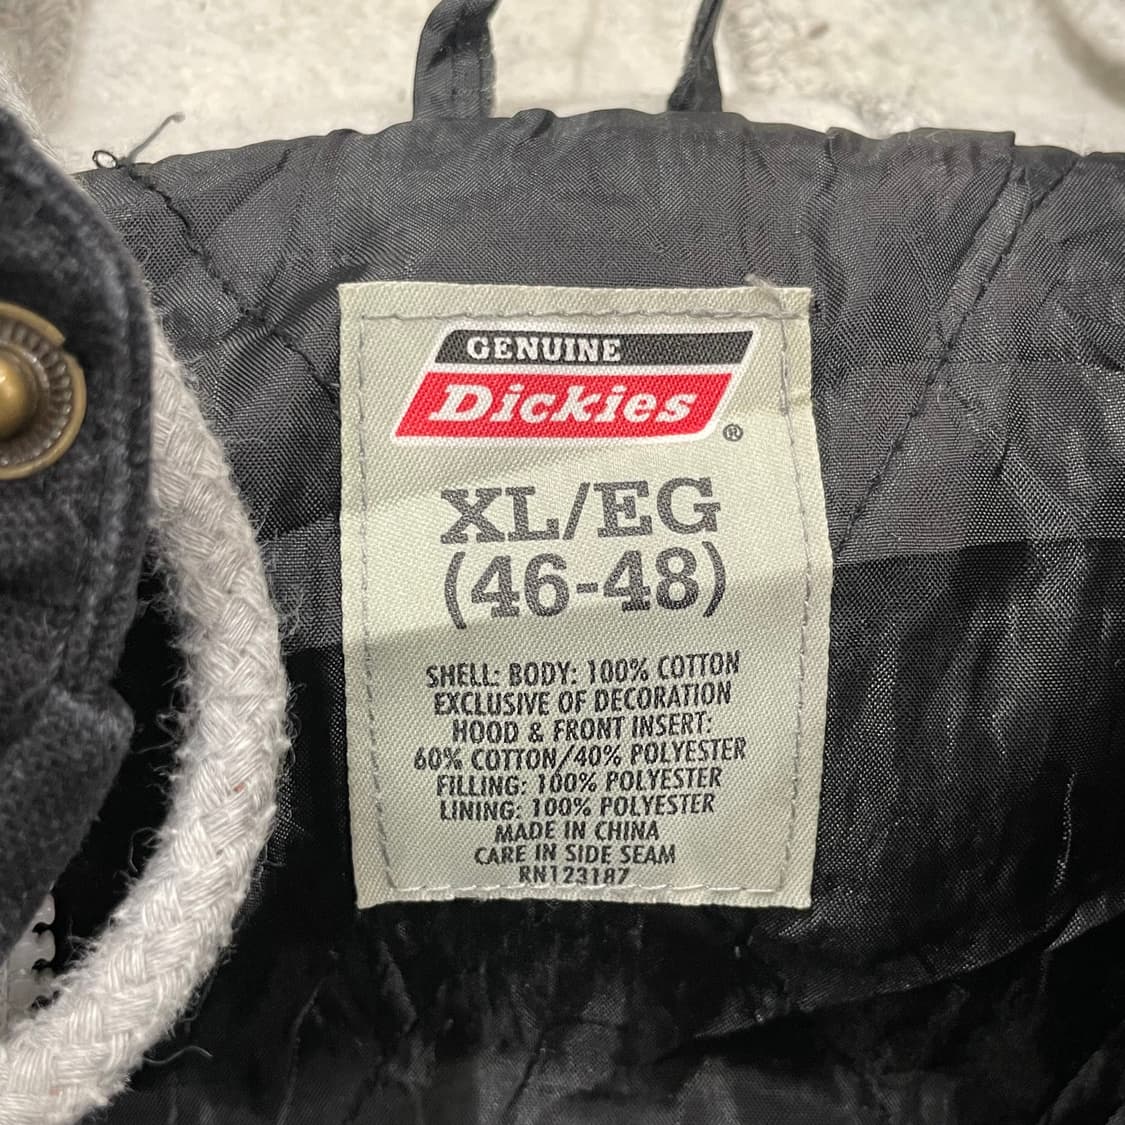 GENUINE
Dickies®
XL/EG
(46-48)
SHELL: BODY: 100% COTTON
EXCLUSIVE OF DECORATION
HOOD & FRONT INSERT:
60% COTTON/40% POLYESTER
FILLING: 100% POLYESTER
LINING: 100% POLYESTER
MADE IN CHINA
CARE IN SIDE SEAM
RN123187